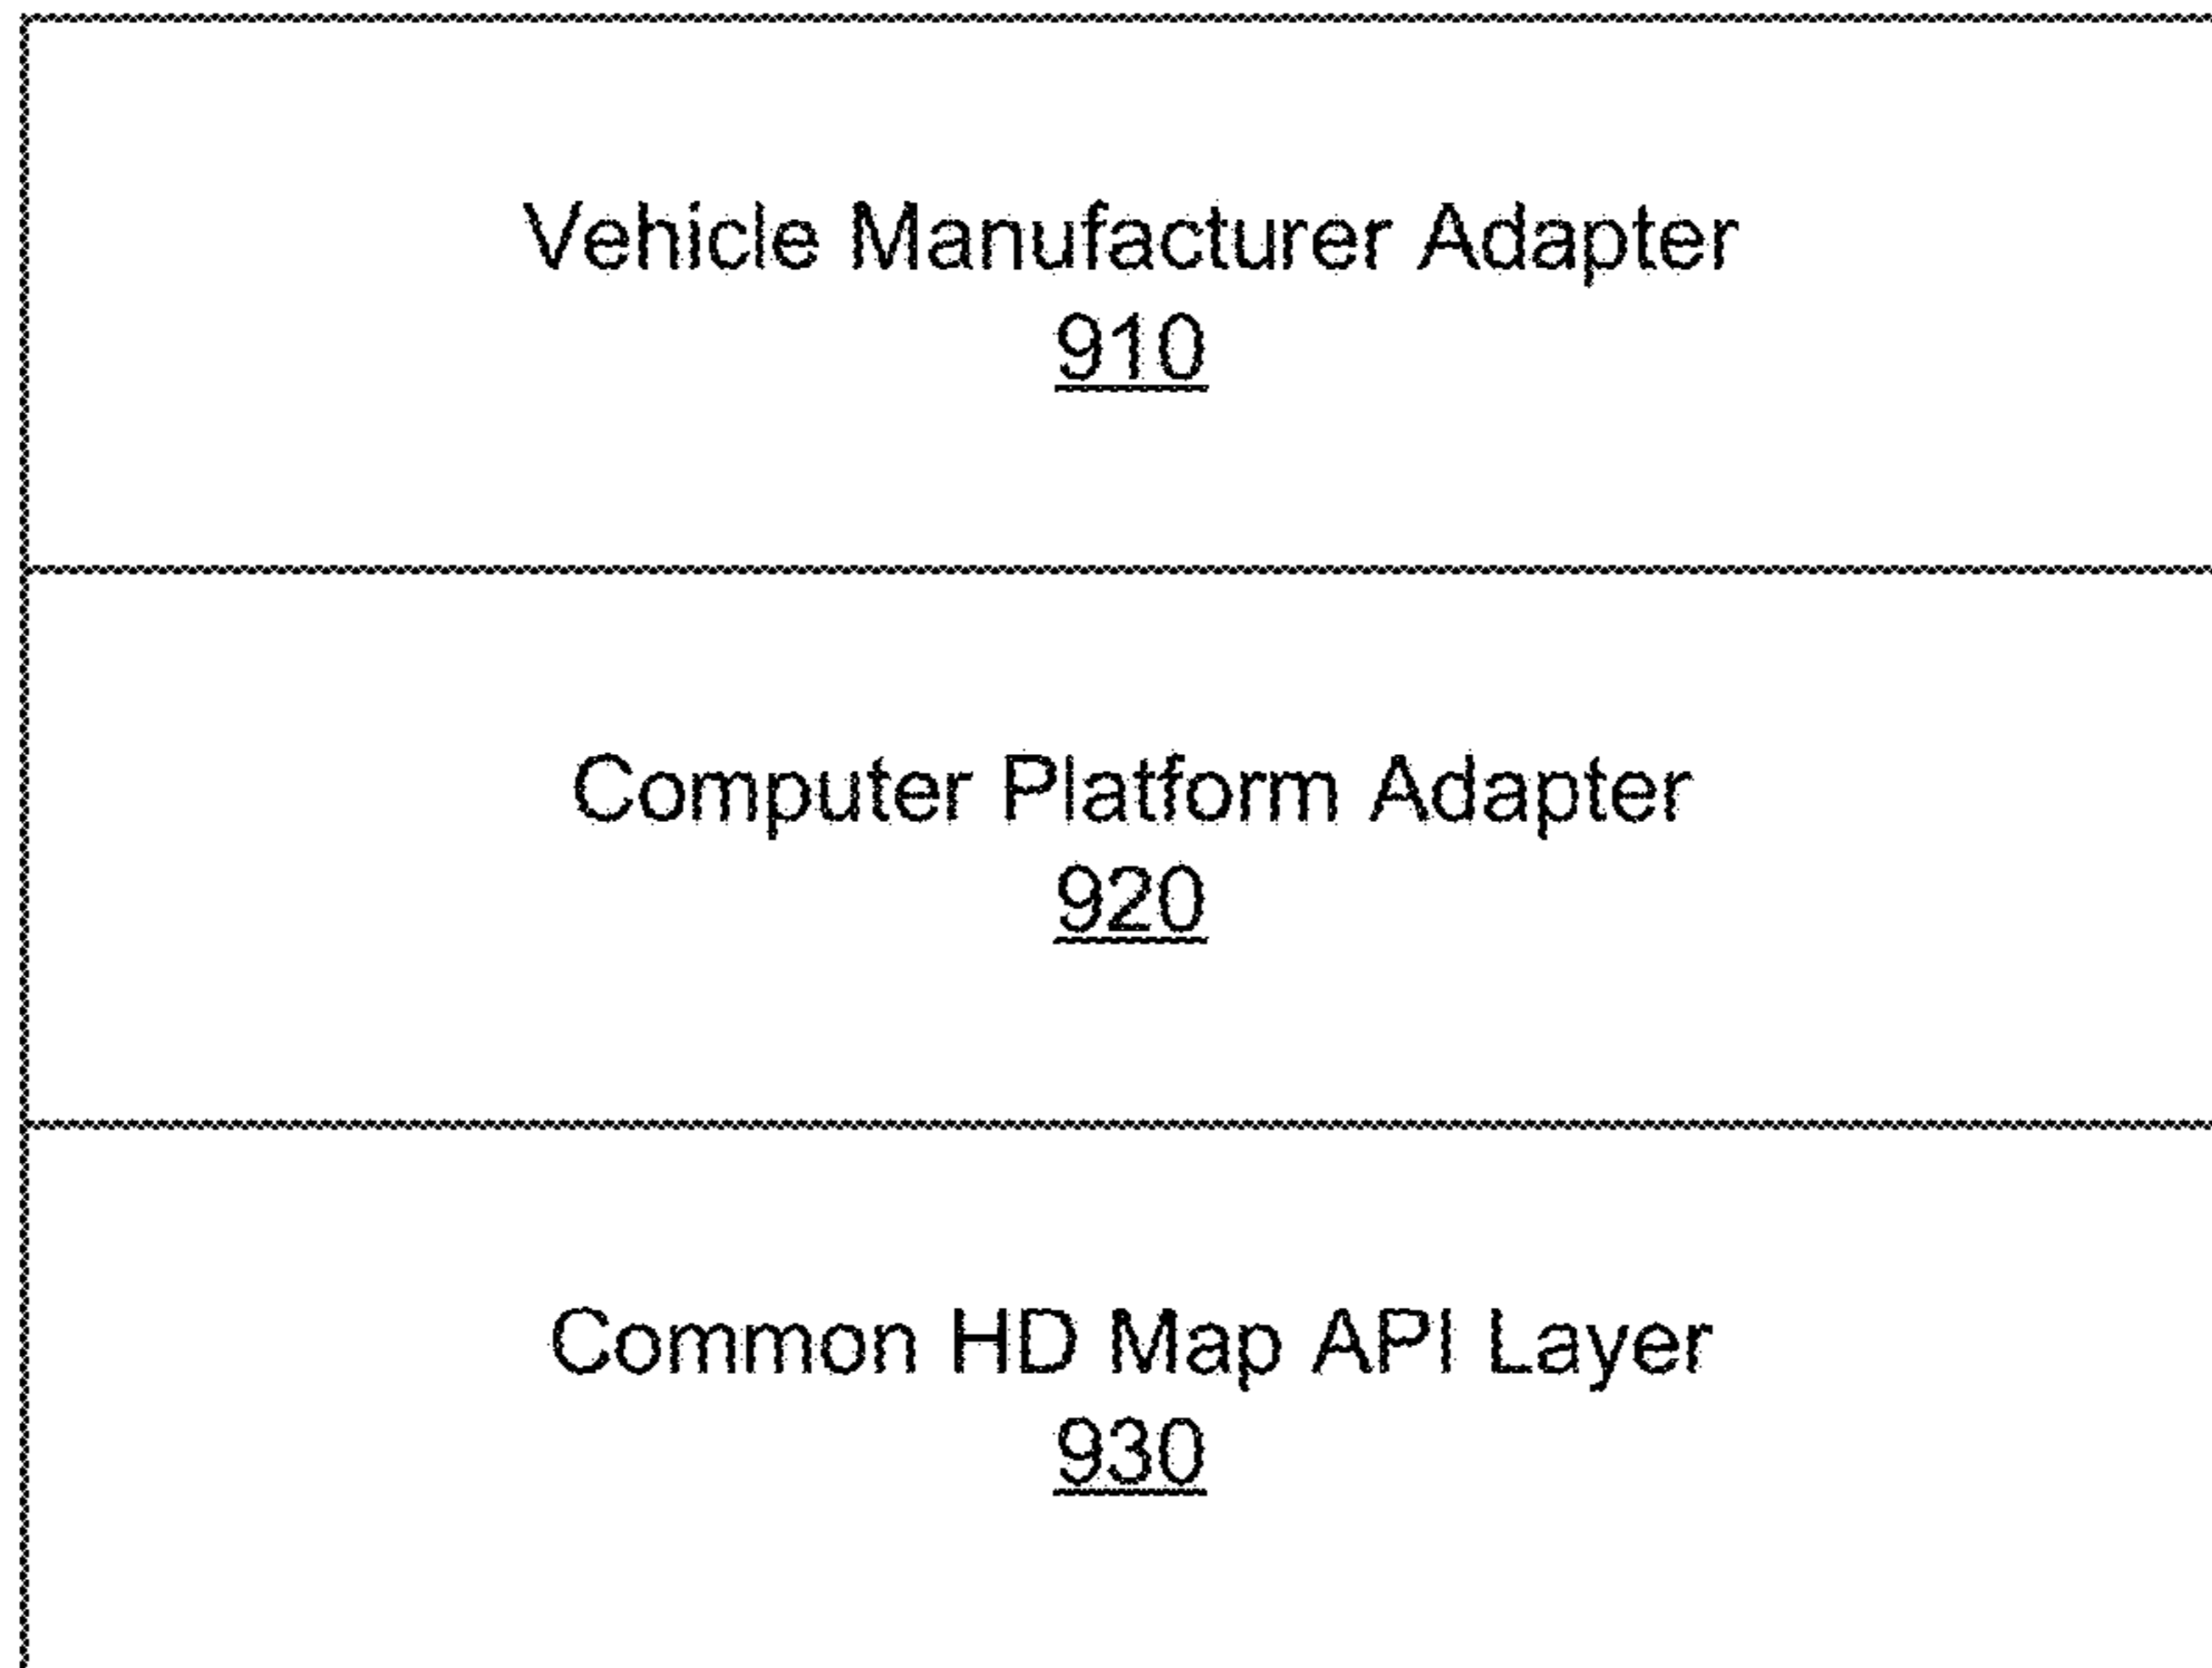 Vehicle Manufacturer Adapter
910
Computer Platform Adapter
920
Common HD Map API Layer
930